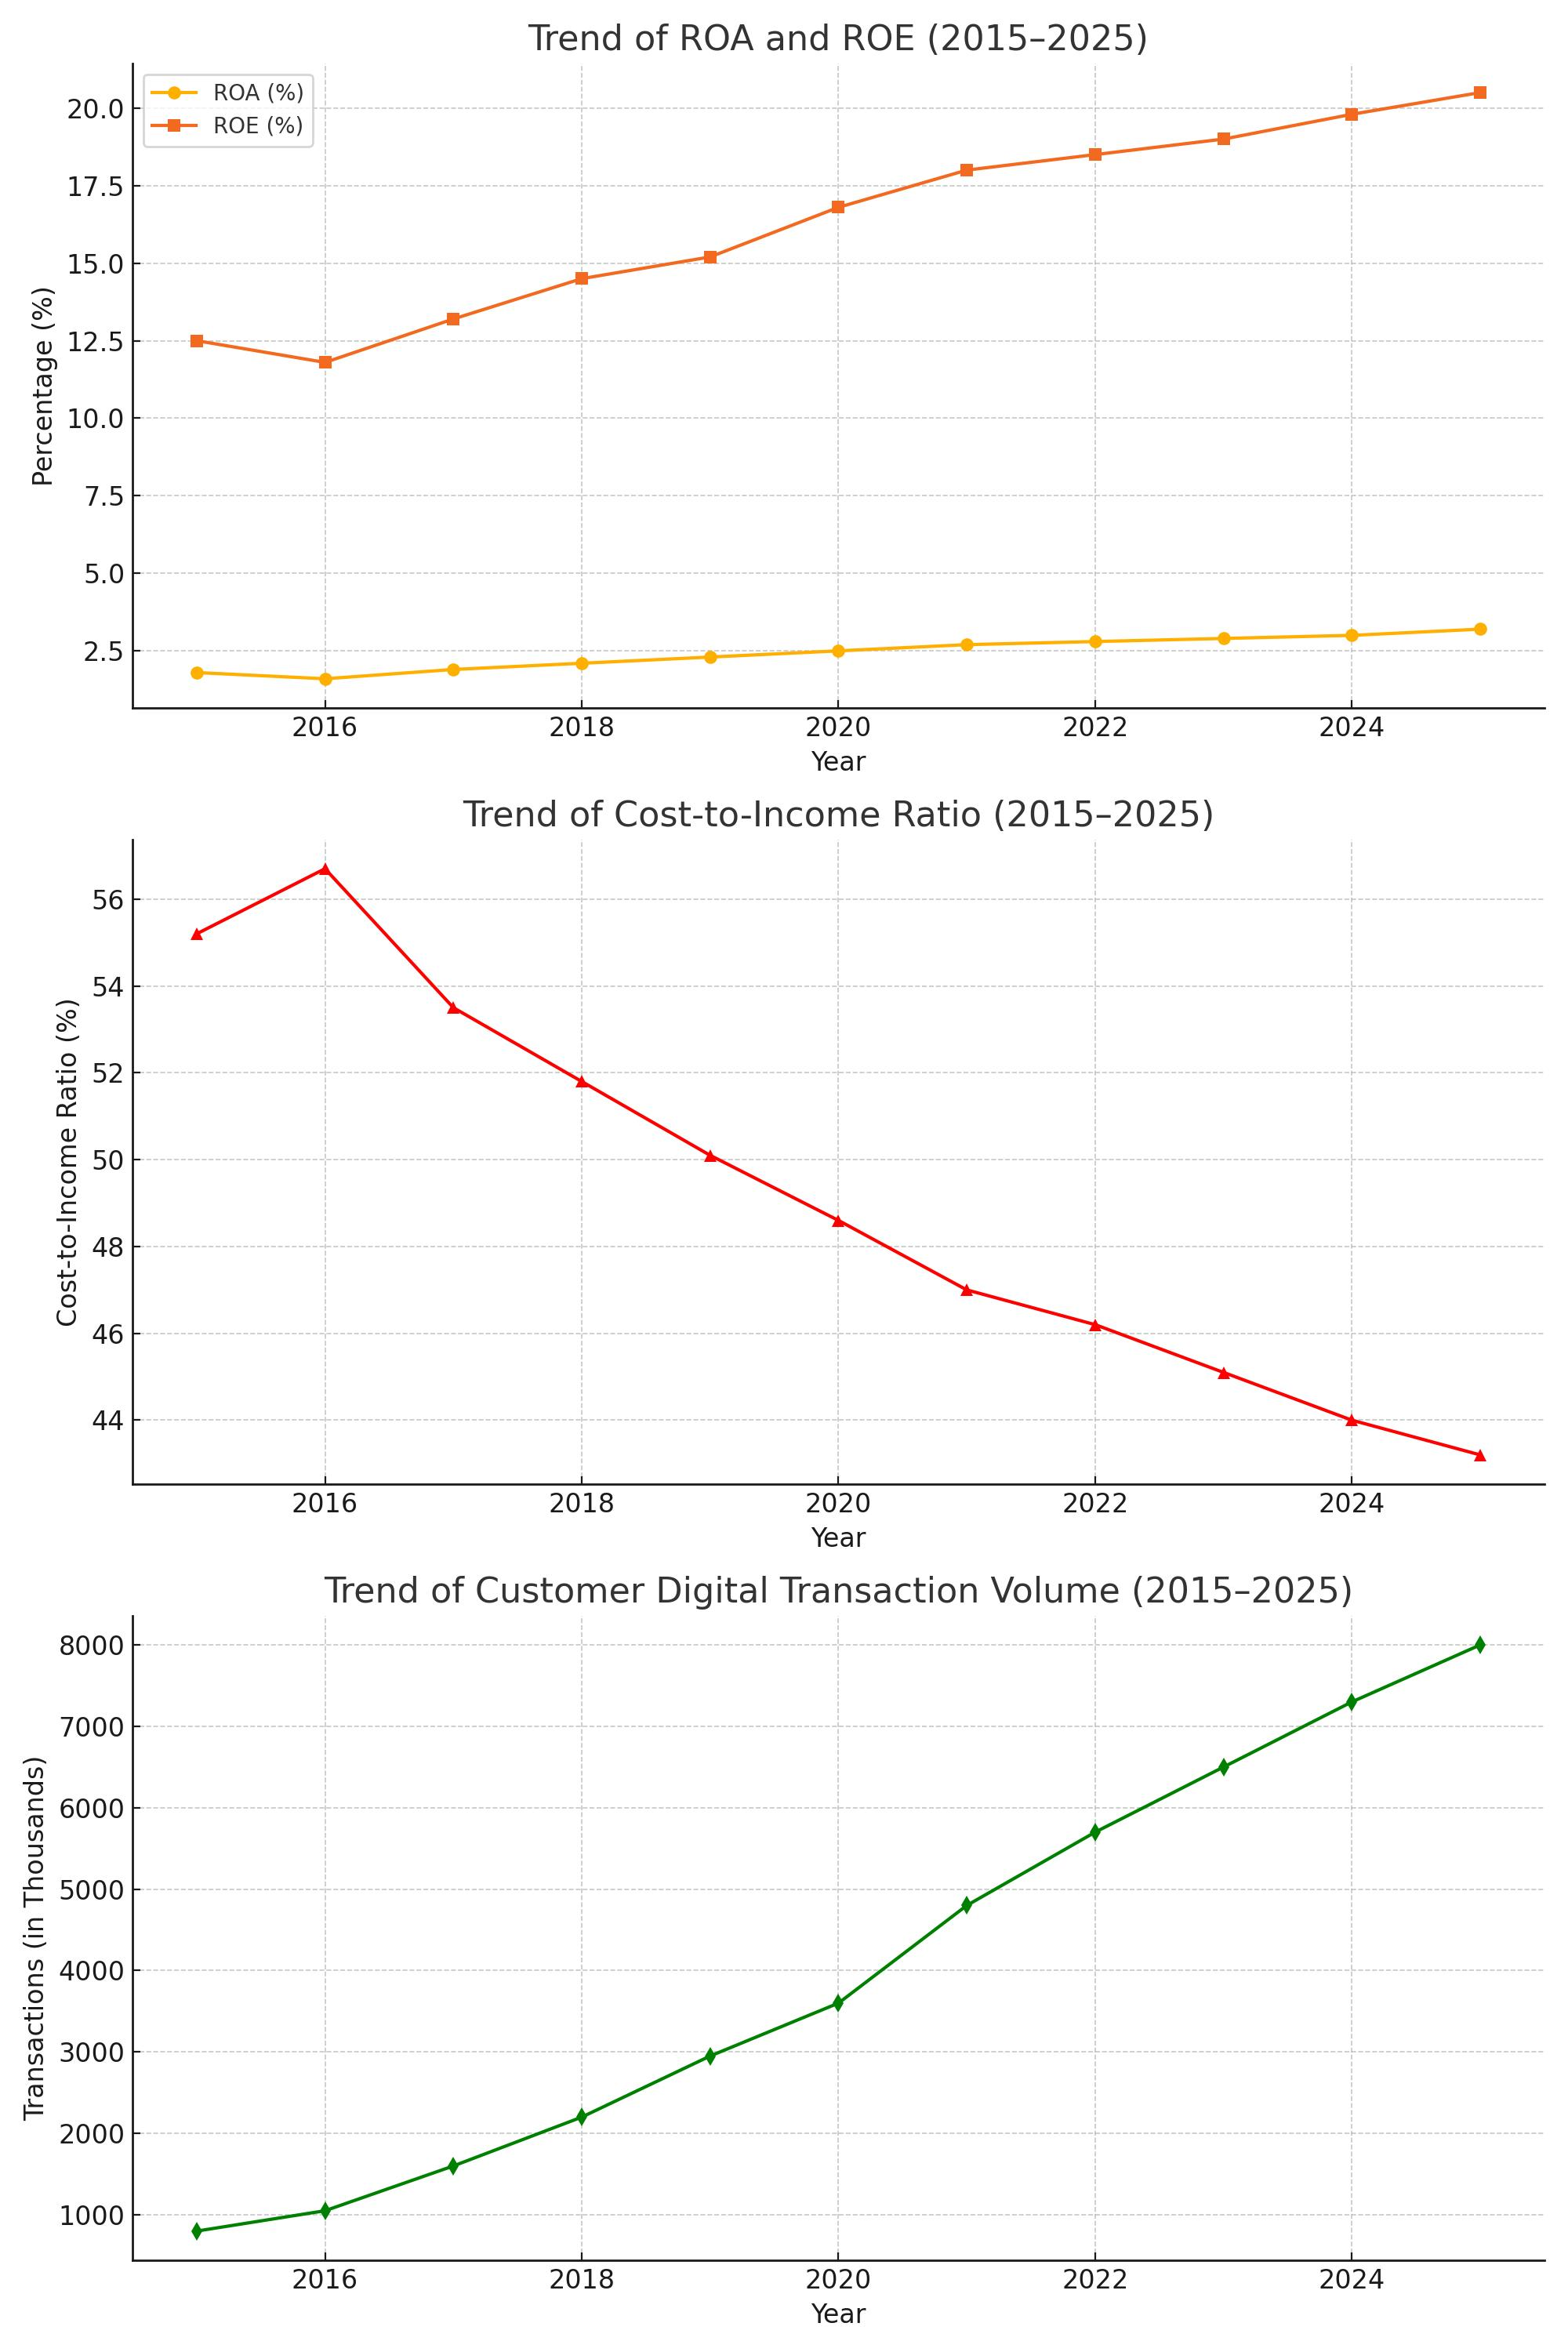 Trend of ROA and ROE (2015–2025)
ROA (%)
ROE (%)
20.0
17.5
15.0
12.5
10.0
7.5
5.0
2.5
Percentage (%)
2016 2018 2020 2022 2024
Year
Trend of Cost-to-Income Ratio (2015–2025)
56
54
52
50
48
46
44
Cost-to-Income Ratio (%)
2016 2018 2020 2022 2024
Year
Trend of Customer Digital Transaction Volume (2015–2025)
8000
7000
6000
5000
4000
3000
2000
1000
Transactions (in Thousands)
2016 2018 2020 2022 2024
Year